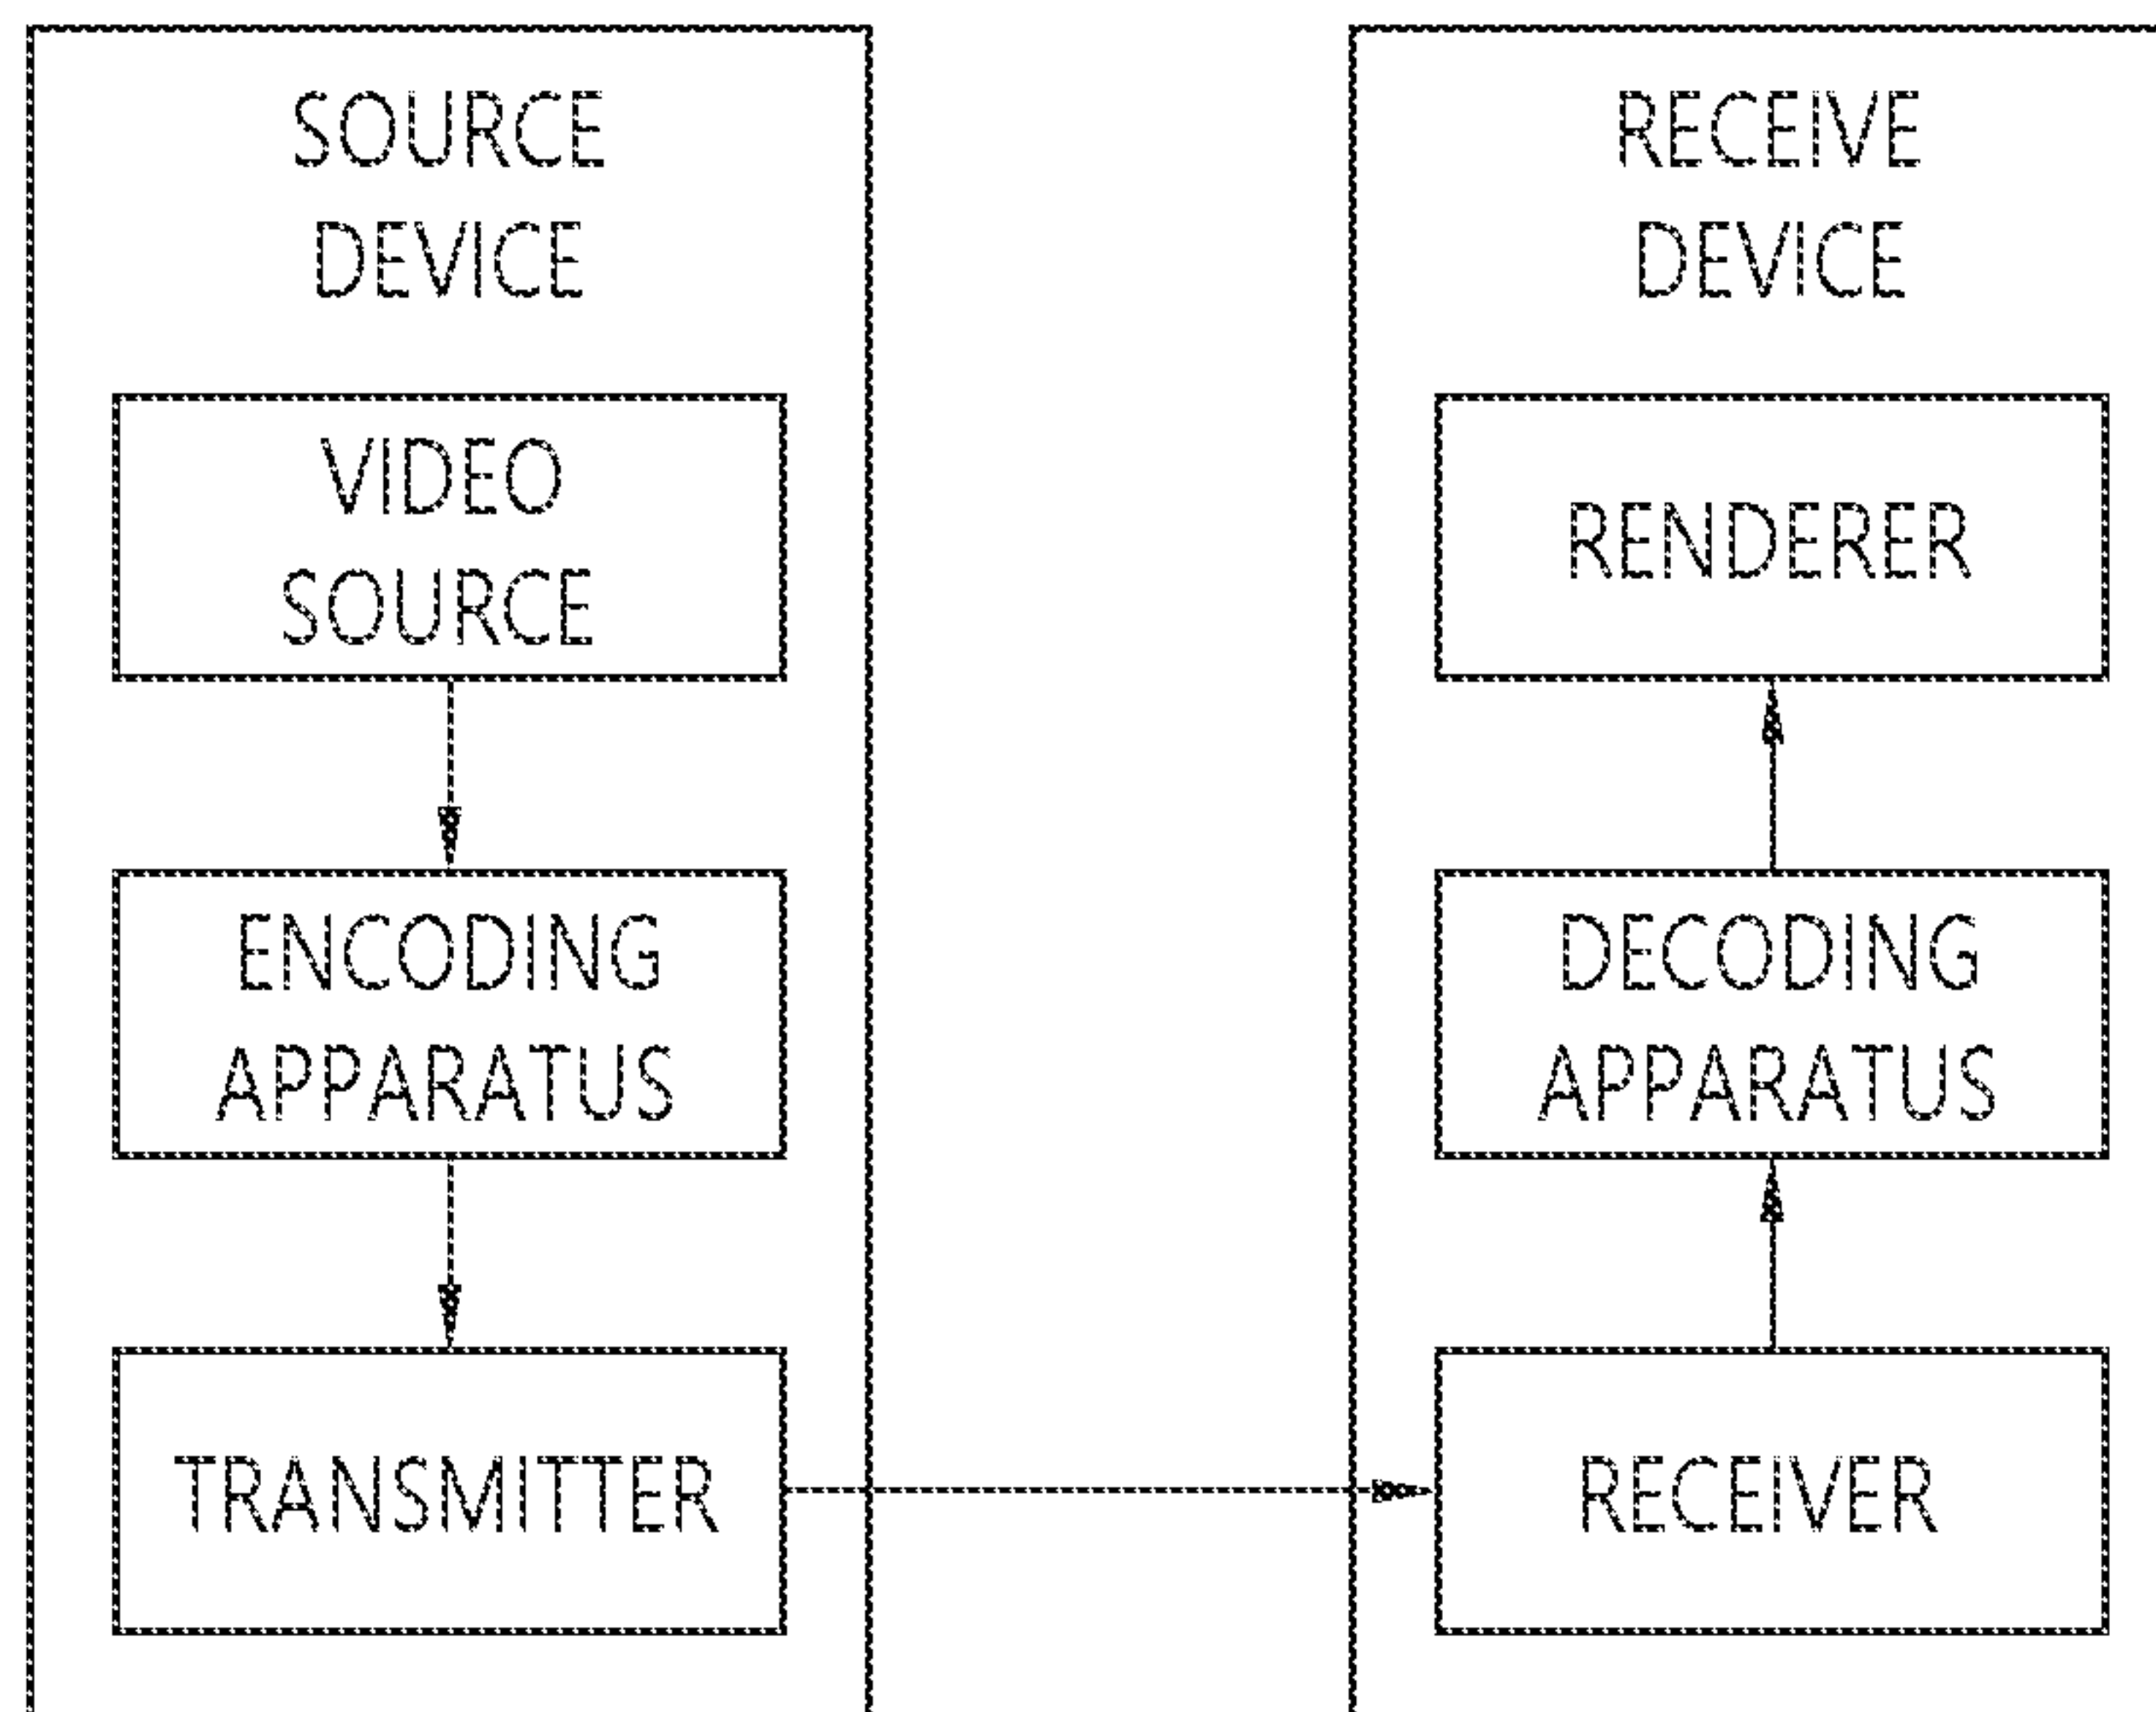 SOURCE
DEVICE
VIDEO
SOURCE
ENCODING
APPARATUS
TRANSMITTER
RECEIVE
DEVICE
RENDERER
DECODING
APPARATUS
RECEIVER